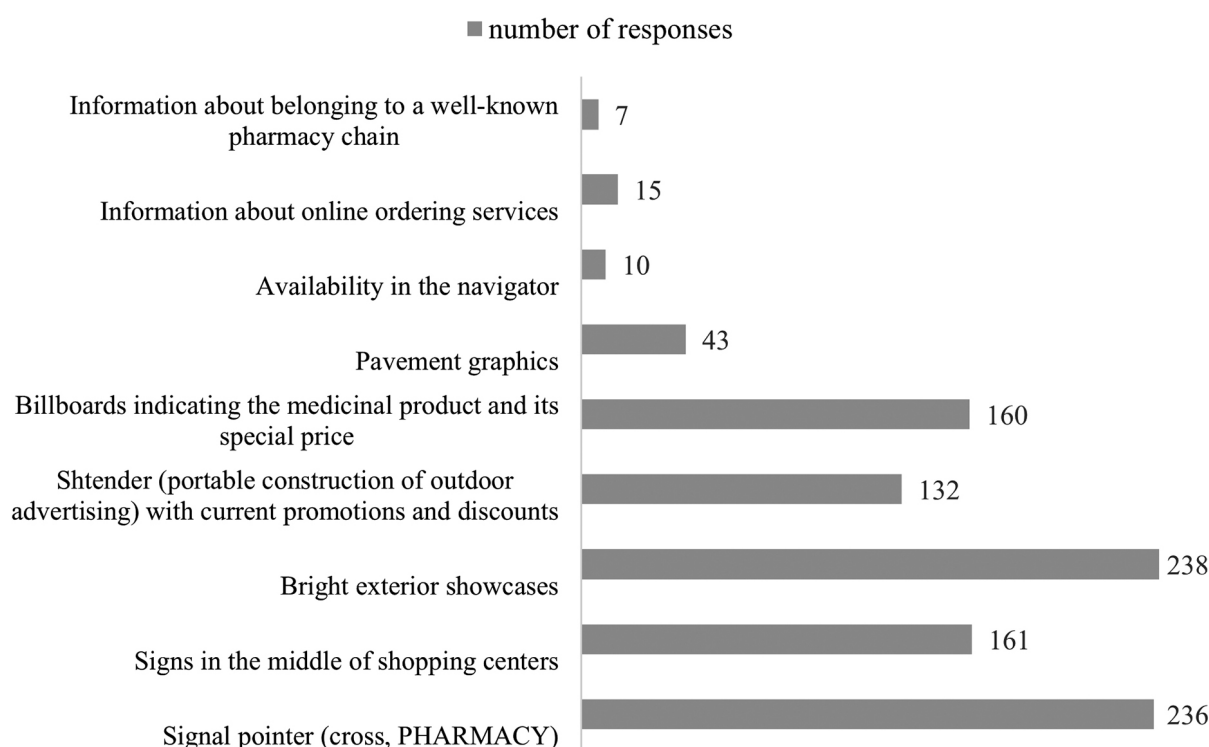 number of responses
Information about belonging to a well-known
pharmacy chain
7
Information about online ordering services
15
Availability in the navigator
10
Pavement graphics
43
Billboards indicating the medicinal product and its
special price
160
Shtender (portable construction of outdoor
advertising) with current promotions and discounts
132
Bright exterior showcases
238
Signs in the middle of shopping centers
161
Signal pointer (cross, PHARMACY)
236